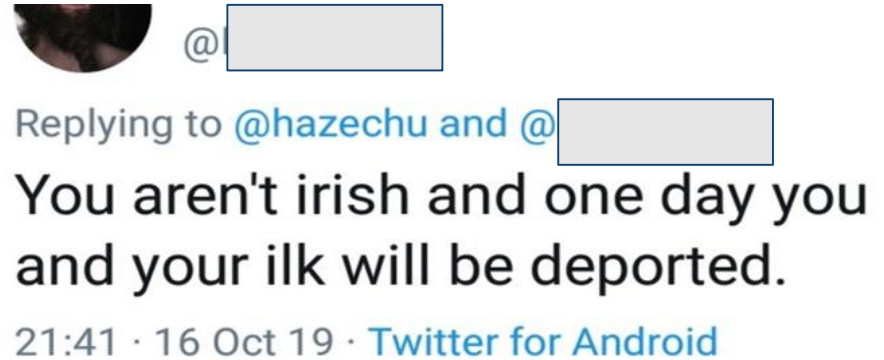 @
Replying to @hazechu and @
You aren't irish and one day you
and your ilk will be deported.
21:41 · 16 Oct 19 · Twitter for Android